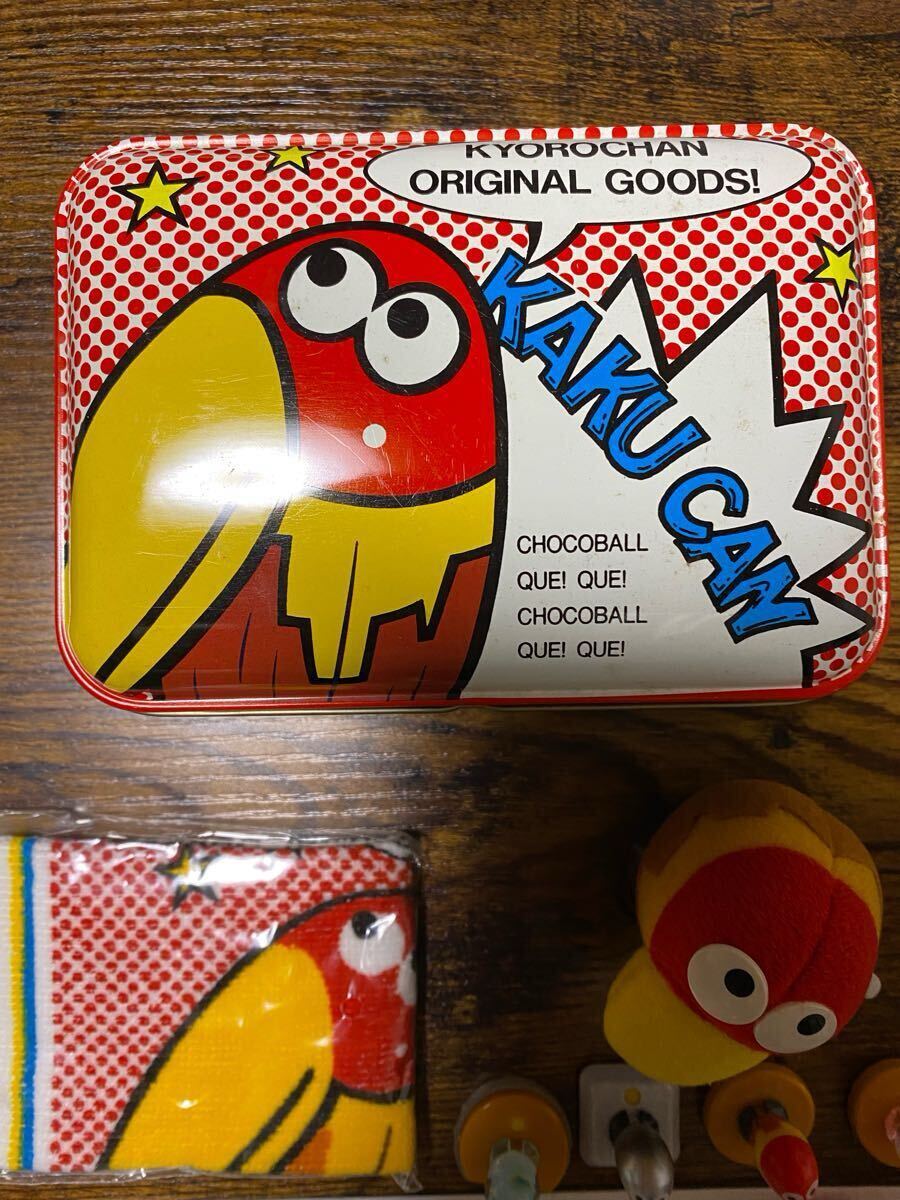 KYOROCHAN
ORIGINAL GOODS!
KAKU CAN
CHOCOBALL
QUE! QUE!
CHOCOBALL
QUE! QUE!